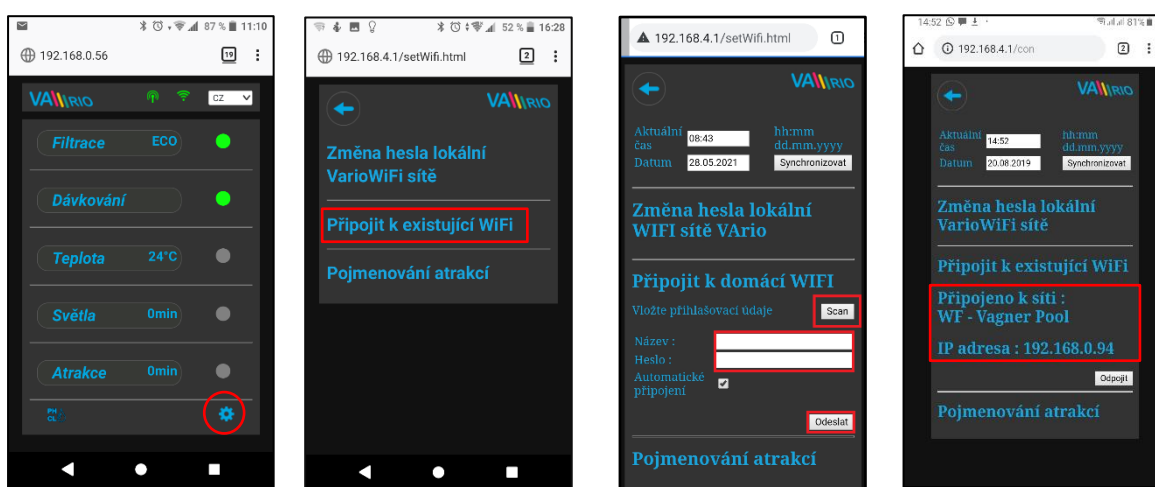 87 % 11:10
192.168.0.56
19
VArio
CZ
Filtrace ECO
Dávkování
Teplota 24°C
Světla 0min
Atrakce 0min
PH
CL
52 % 16:28
192.168.4.1/setWifi.html
2
VArio
Změna hesla lokální
VarioWiFi sítě
Připojit k existující WiFi
Pojmenování atrakcí
192.168.4.1/setWifi.html
1
VArio
Aktuální
čas
08:43
hh:mm
dd.mm.yyyy
Datum 28.05.2021 Synchronizovat
Změna hesla lokální
WIFI sítě VArio
Připojit k domácí WIFI
Vložte přihlašovací údaje Scan
Název :
Heslo :
Automatické
připojení
Odeslat
Pojmenování atrakcí
14:52 81%
192.168.4.1/con
2
VArio
Aktuální
čas
14:52
hh:mm
dd.mm.yyyy
Datum 20.08.2019 Synchronizovat
Změna hesla lokální
VarioWiFi sítě
Připojit k existující WiFi
Připojeno k síti :
WF - Vagner Pool
IP adresa : 192.168.0.94
Odpojit
Pojmenování atrakcí